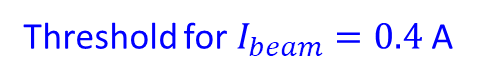 Threshold for I_beam = 0.4 A